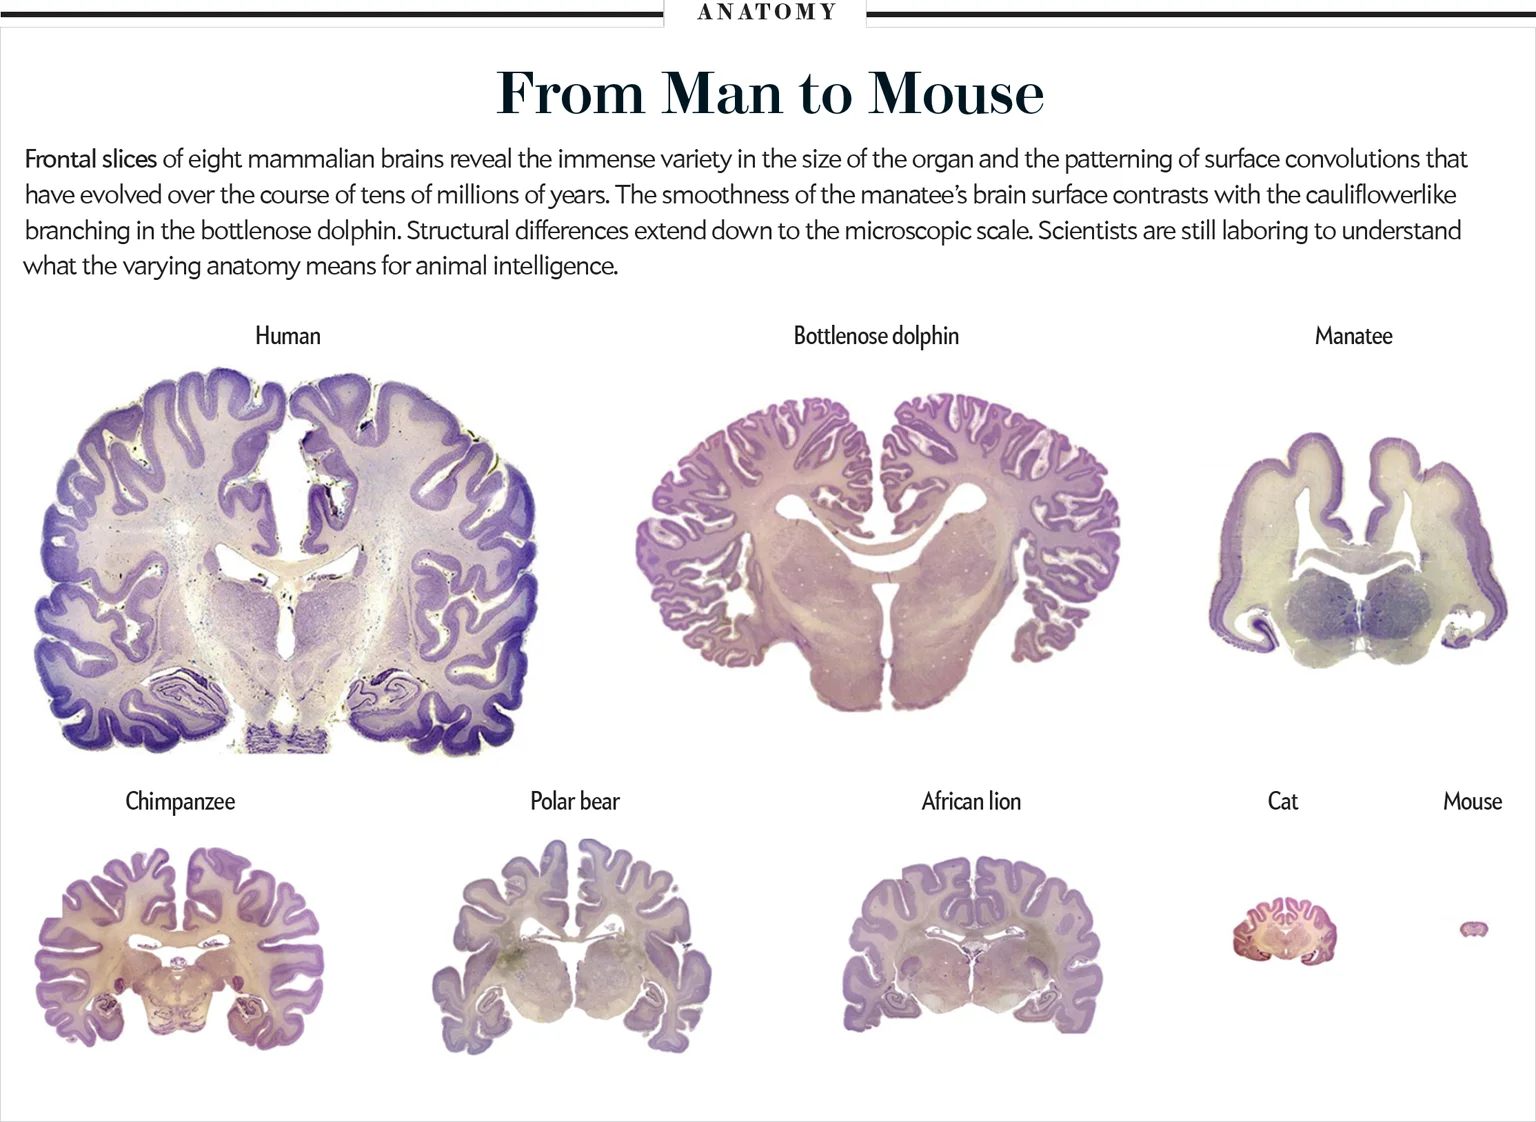 ANATOMY
From Man to Mouse
Frontal slices of eight mammalian brains reveal the immense variety in the size of the organ and the patterning of surface convolutions that
have evolved over the course of tens of millions of years. The smoothness of the manatee’s brain surface contrasts with the cauliflowerlike
branching in the bottlenose dolphin. Structural differences extend down to the microscopic scale. Scientists are still laboring to understand
what the varying anatomy means for animal intelligence.
Human Bottlenose dolphin Manatee
Chimpanzee Polar bear African lion Cat Mouse